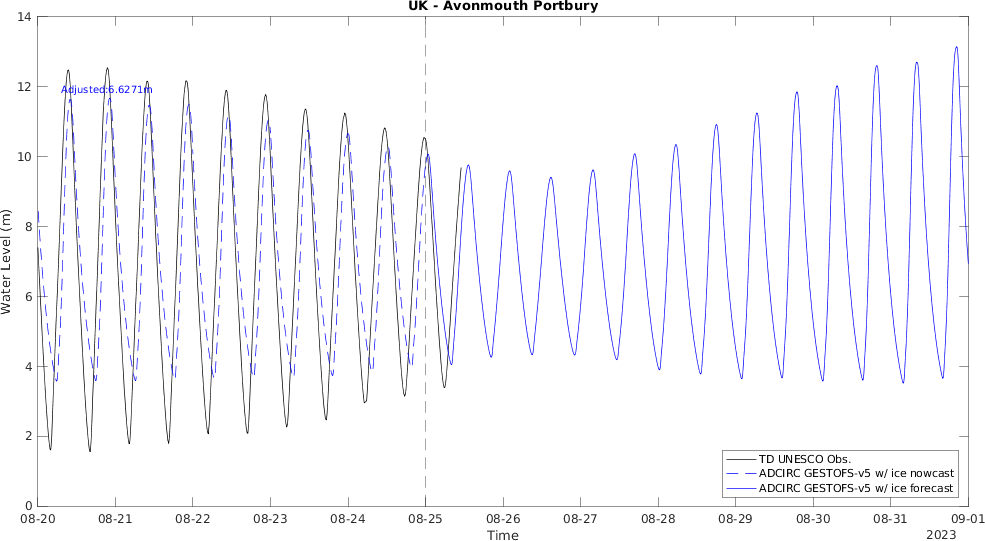 UK - Avonmouth Portbury
14
12
10
8
6
4
2
0
Water Level (m)
Adjusted:6.6271m
TD UNESCO Obs.
ADCIRC GESTOFS-v5 w/ ice nowcast
ADCIRC GESTOFS-v5 w/ ice forecast
08-20 08-21 08-22 08-23 08-24 08-25 08-26 08-27 08-28 08-29 08-30 08-31 09-01
Time
2023